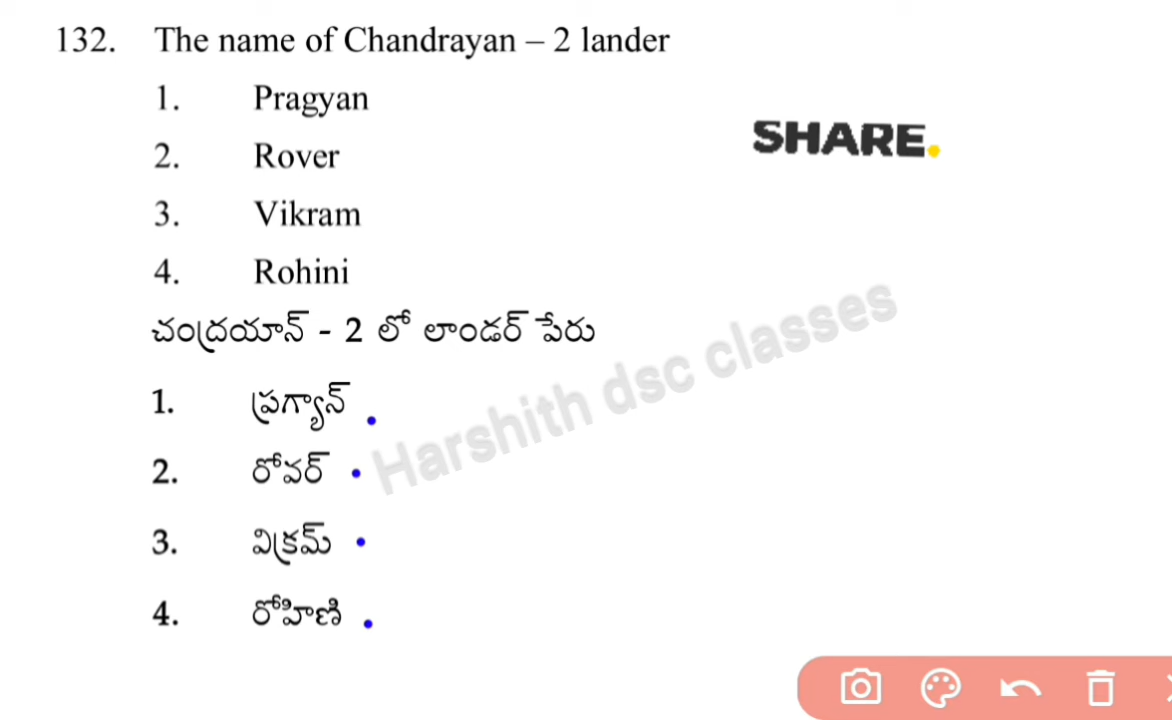 132. The name of Chandrayan – 2 lander
1. Pragyan
SHARE.
2. Rover
3. Vikram
4. Rohini
చంద్రయాన్ - 2 లో లాండర్ పేరు
1. ప్రగ్యాన్
2. రోవర్
3. విక్రమ్
4. రోహిణి
Harshith dsc classes